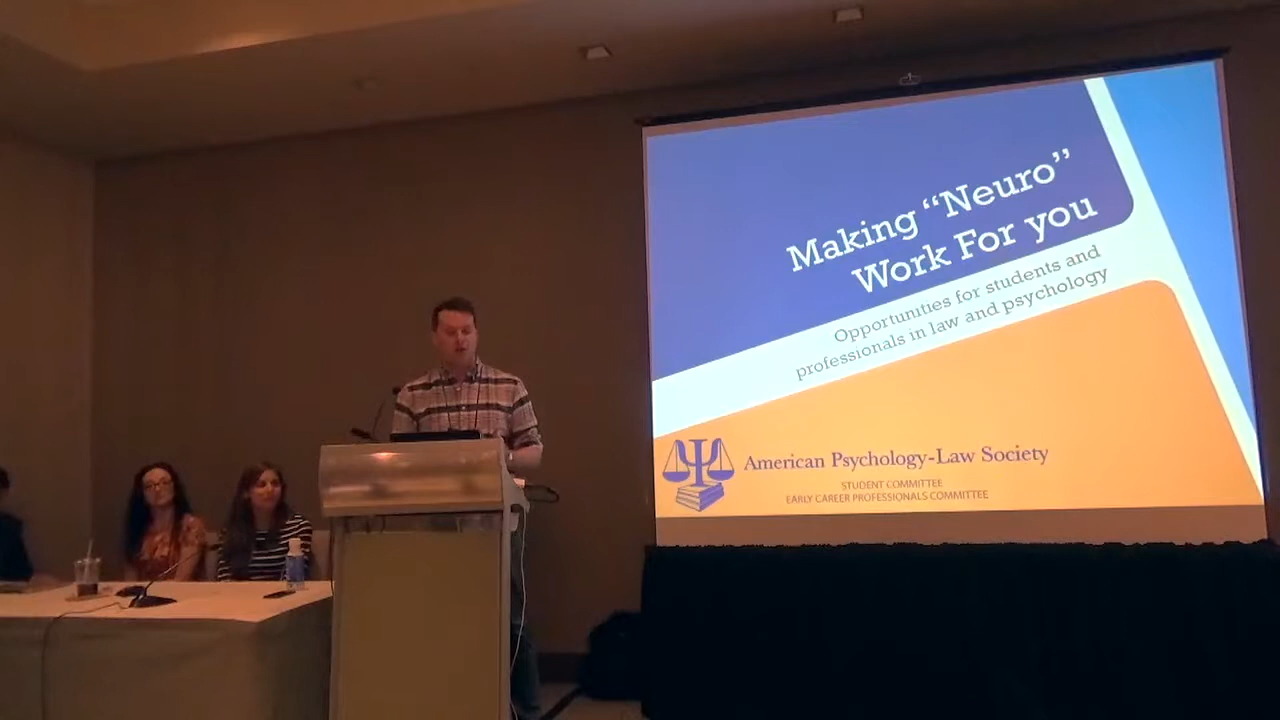 Making “Neuro”
Work For you
Opportunities for students and
professionals in law and psychology
American Psychology-Law Society
STUDENT COMMITTEE
EARLY CAREER PROFESSIONALS COMMITTEE